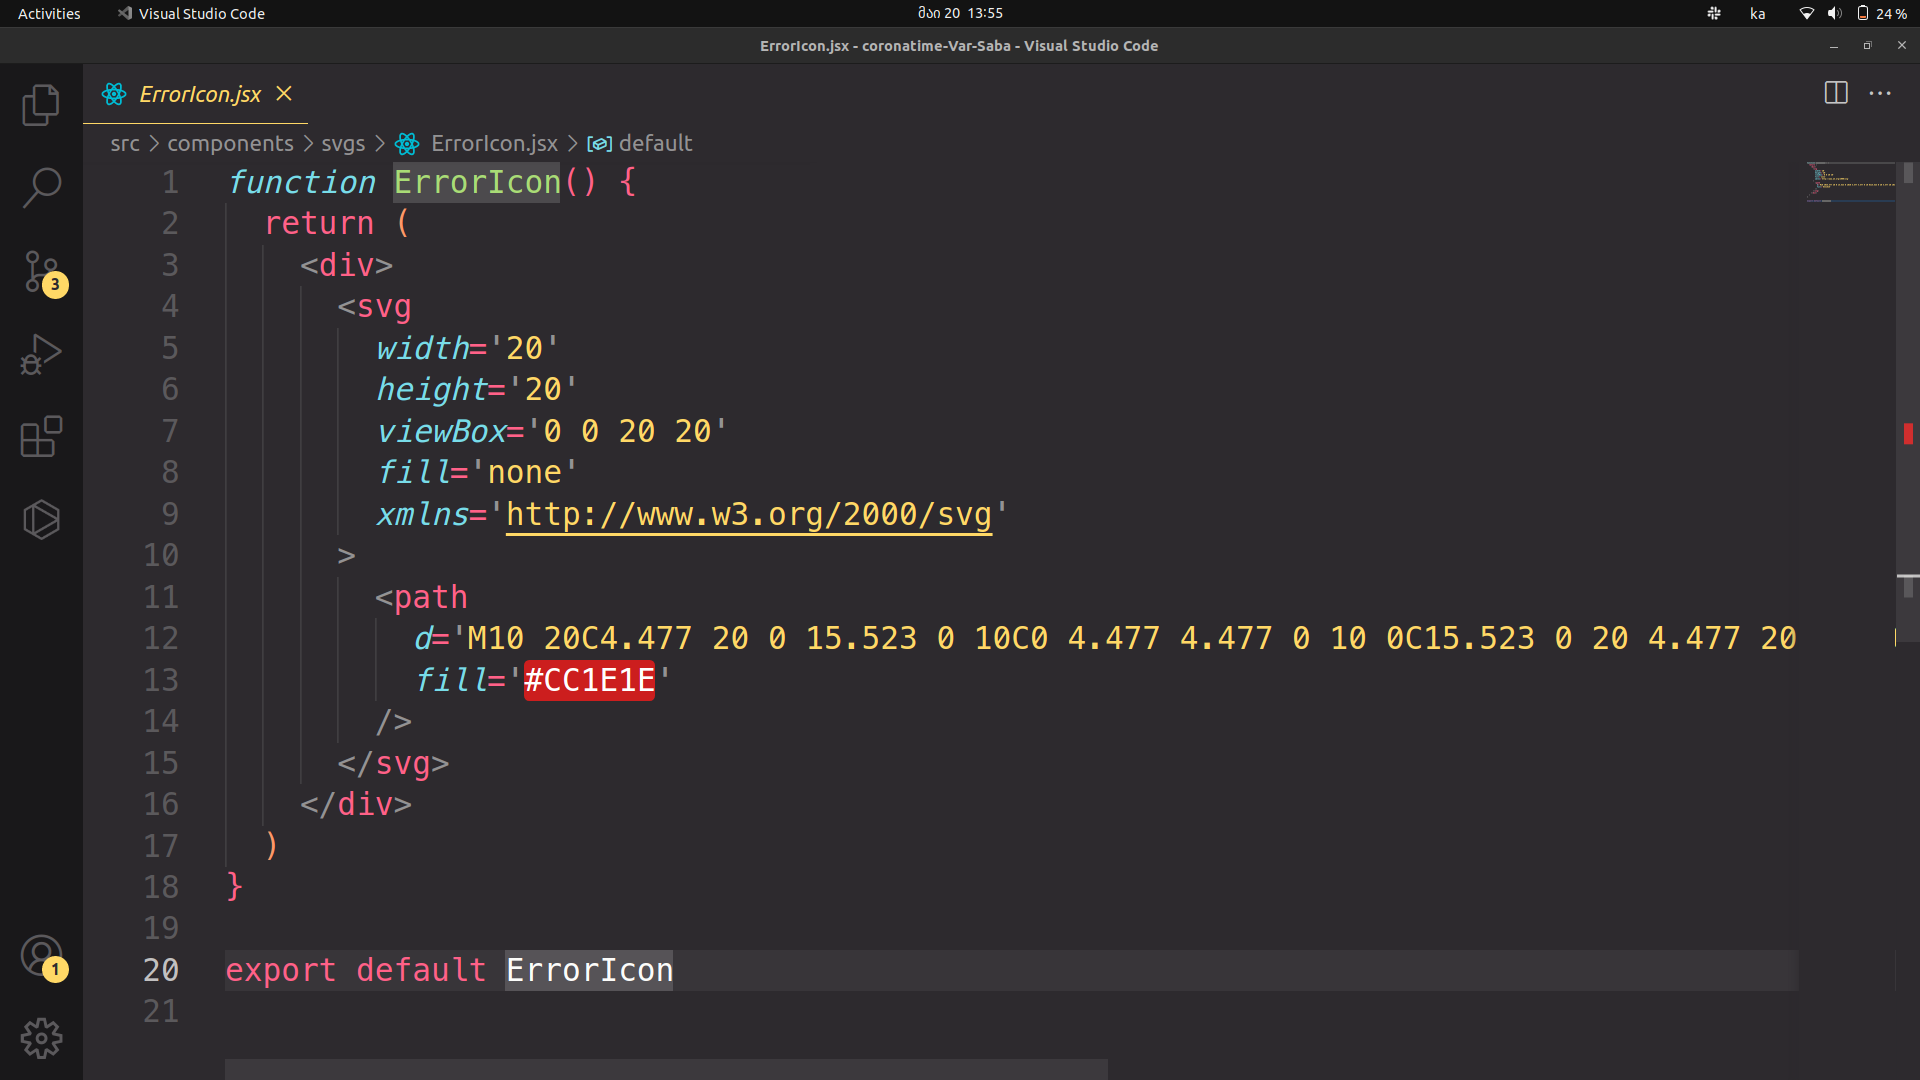 Activities
Visual Studio Code
მაი 20 13:55
ka
24 %
ErrorIcon.jsx - coronatime-Var-Saba - Visual Studio Code
ErrorIcon.jsx
src > components > svgs > ErrorIcon.jsx > default
3
1
1 function ErrorIcon() {
2 return (
3 <div>
4 <svg
5 width='20'
6 height='20'
7 viewBox='0 0 20 20'
8 fill='none'
9 xmlns='http://www.w3.org/2000/svg'
10 >
11 <path
12 d='M10 20C4.477 20 0 15.523 0 10C0 4.477 4.477 0 10 0C15.523 0 20 4.477 20
13 fill='#CC1E1E'
14 />
15 </svg>
16 </div>
17 )
18 }
19
20 export default ErrorIcon
21